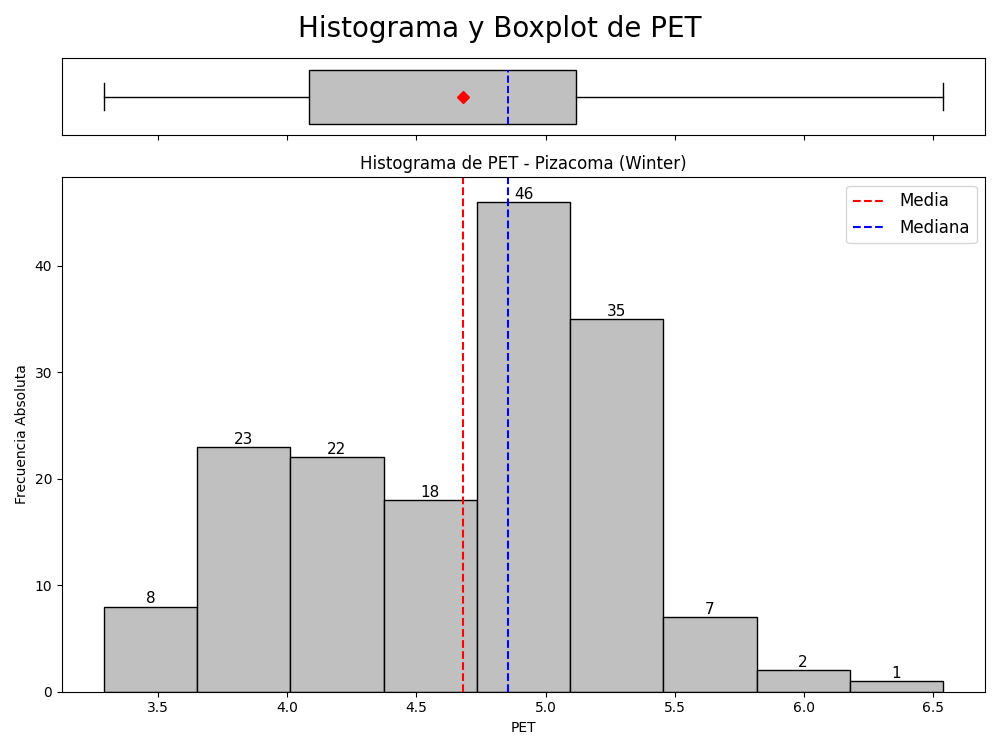 Histograma y Boxplot de PET
Histograma de PET - Pizacoma (Winter)
Media
Mediana
46
35
23
22
18
8
7
2
1
40
30
20
10
0
Frecuencia Absoluta
3.5 4.0 4.5 5.0 5.5 6.0 6.5
PET